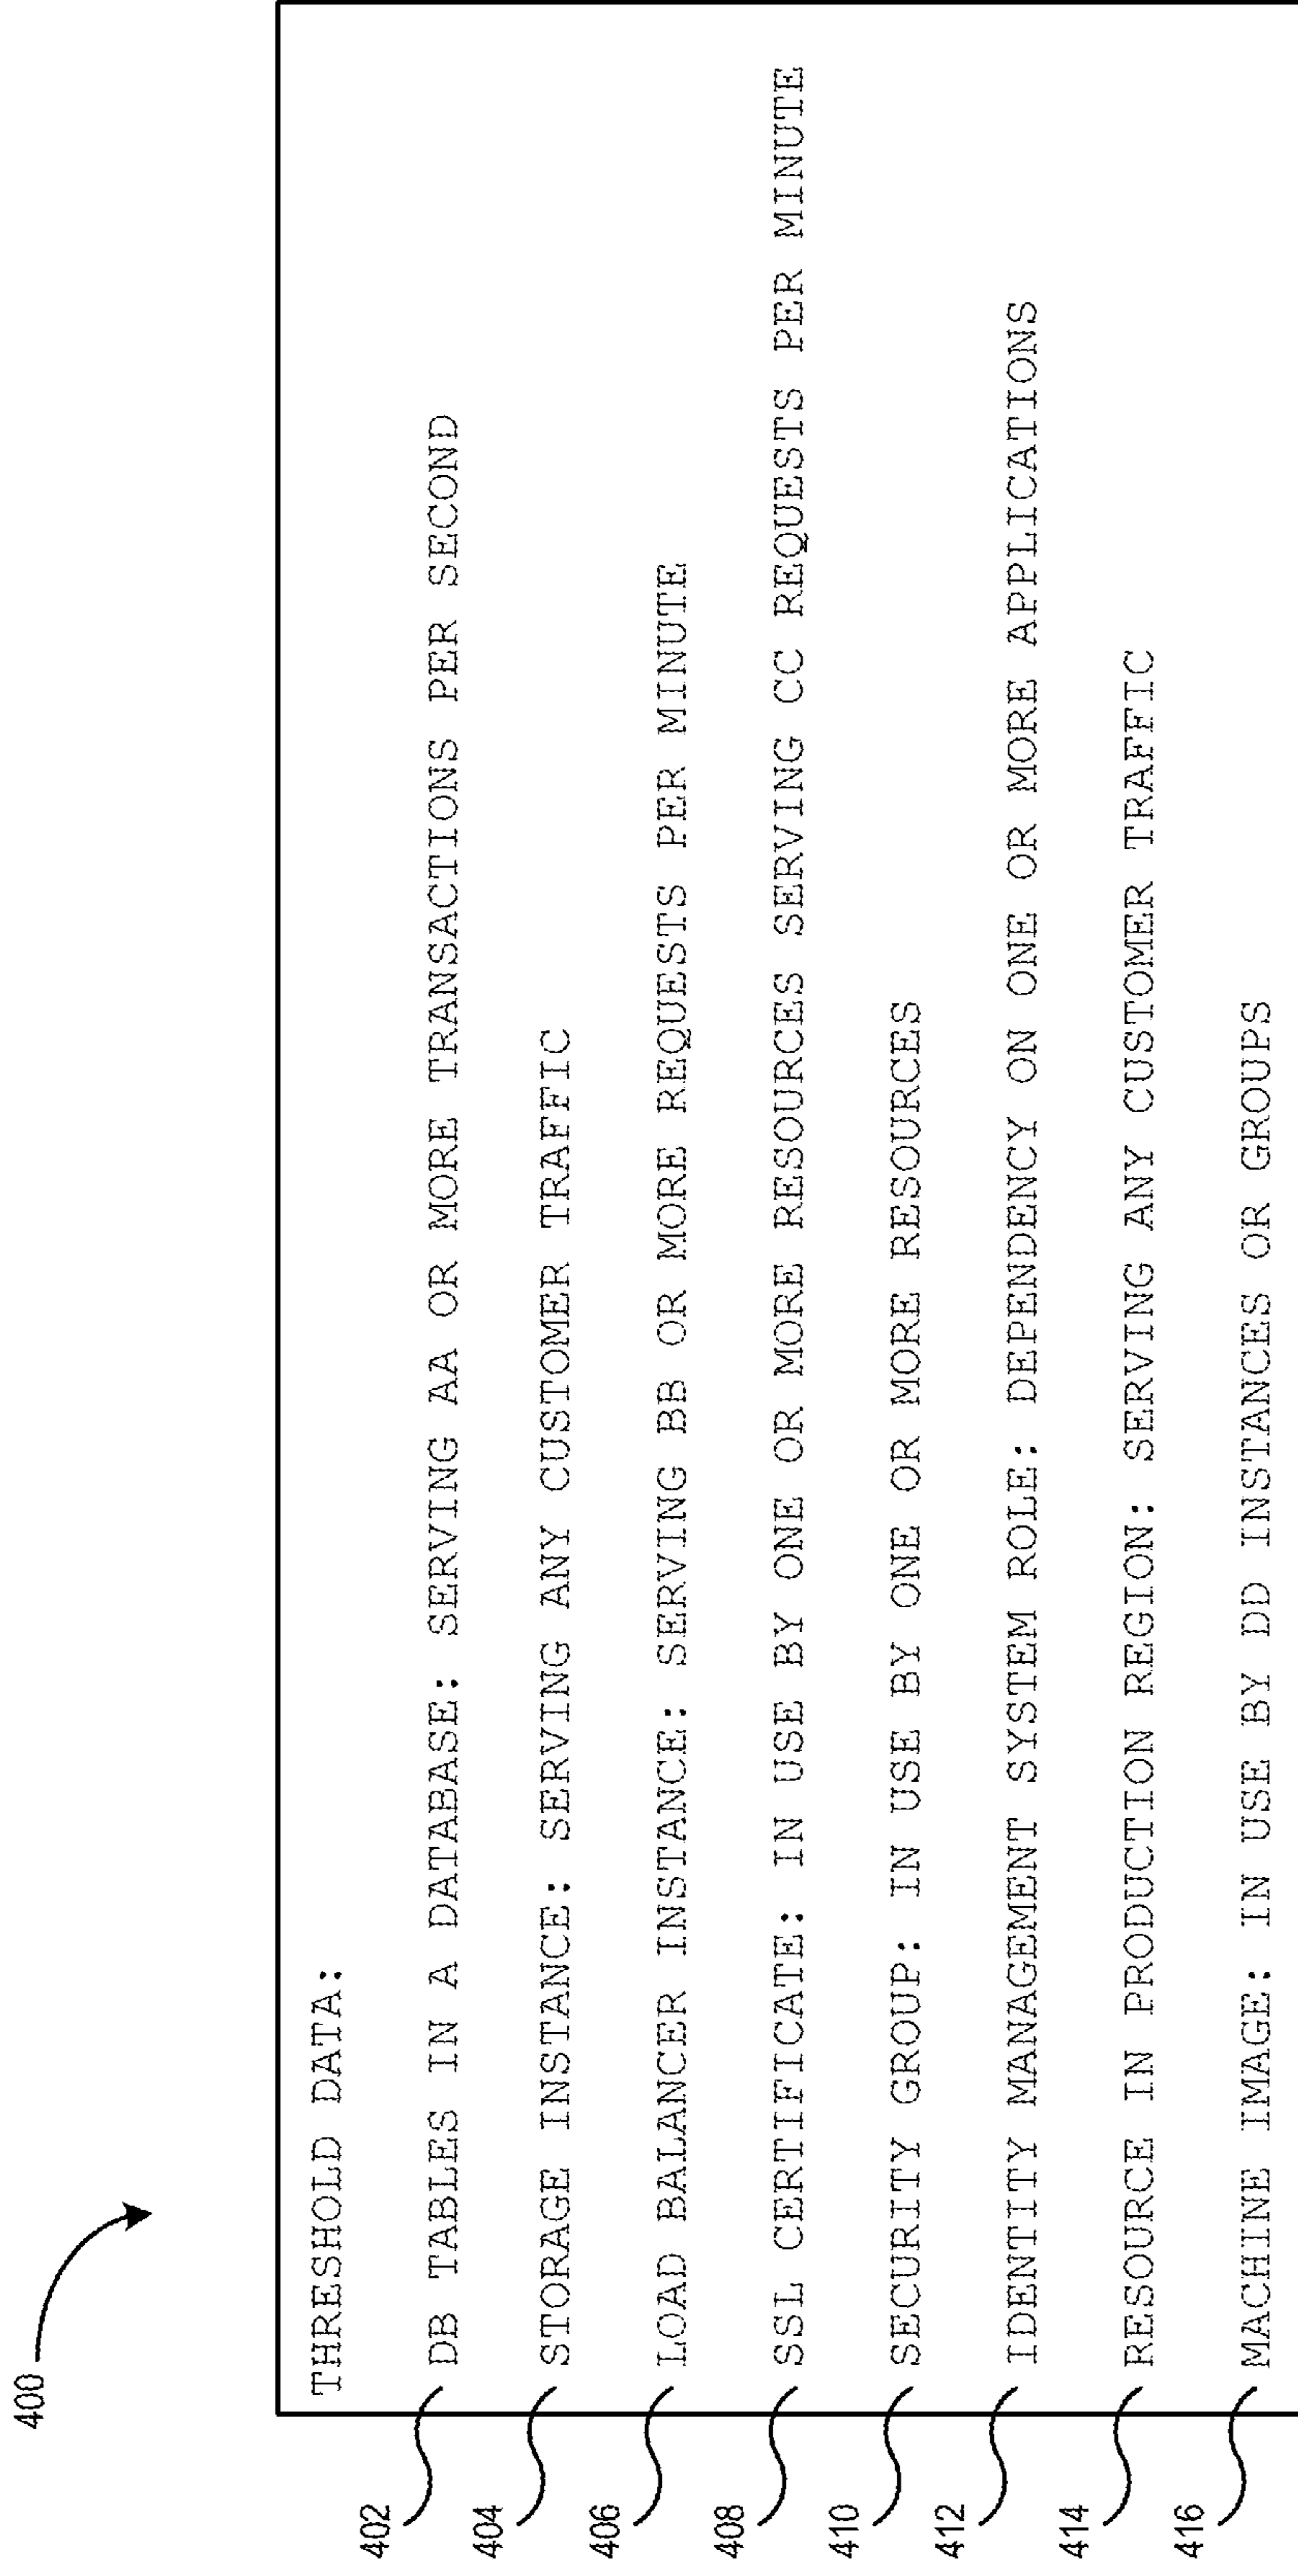 400
THRESHOLD DATA:
402 DB TABLES IN A DATABASE: SERVING AA OR MORE TRANSACTIONS PER SECOND
404 STORAGE INSTANCE: SERVING ANY CUSTOMER TRAFFIC
406 LOAD BALANCER INSTANCE: SERVING BB OR MORE REQUESTS PER MINUTE
408 SSL CERTIFICATE: IN USE BY ONE OR MORE RESOURCES SERVING CC REQUESTS PER MINUTE
410 SECURITY GROUP: IN USE BY ONE OR MORE RESOURCES
412 IDENTITY MANAGEMENT SYSTEM ROLE: DEPENDENCY ON ONE OR MORE APPLICATIONS
414 RESOURCE IN PRODUCTION REGION: SERVING ANY CUSTOMER TRAFFIC
416 MACHINE IMAGE: IN USE BY DD INSTANCES OR GROUPS